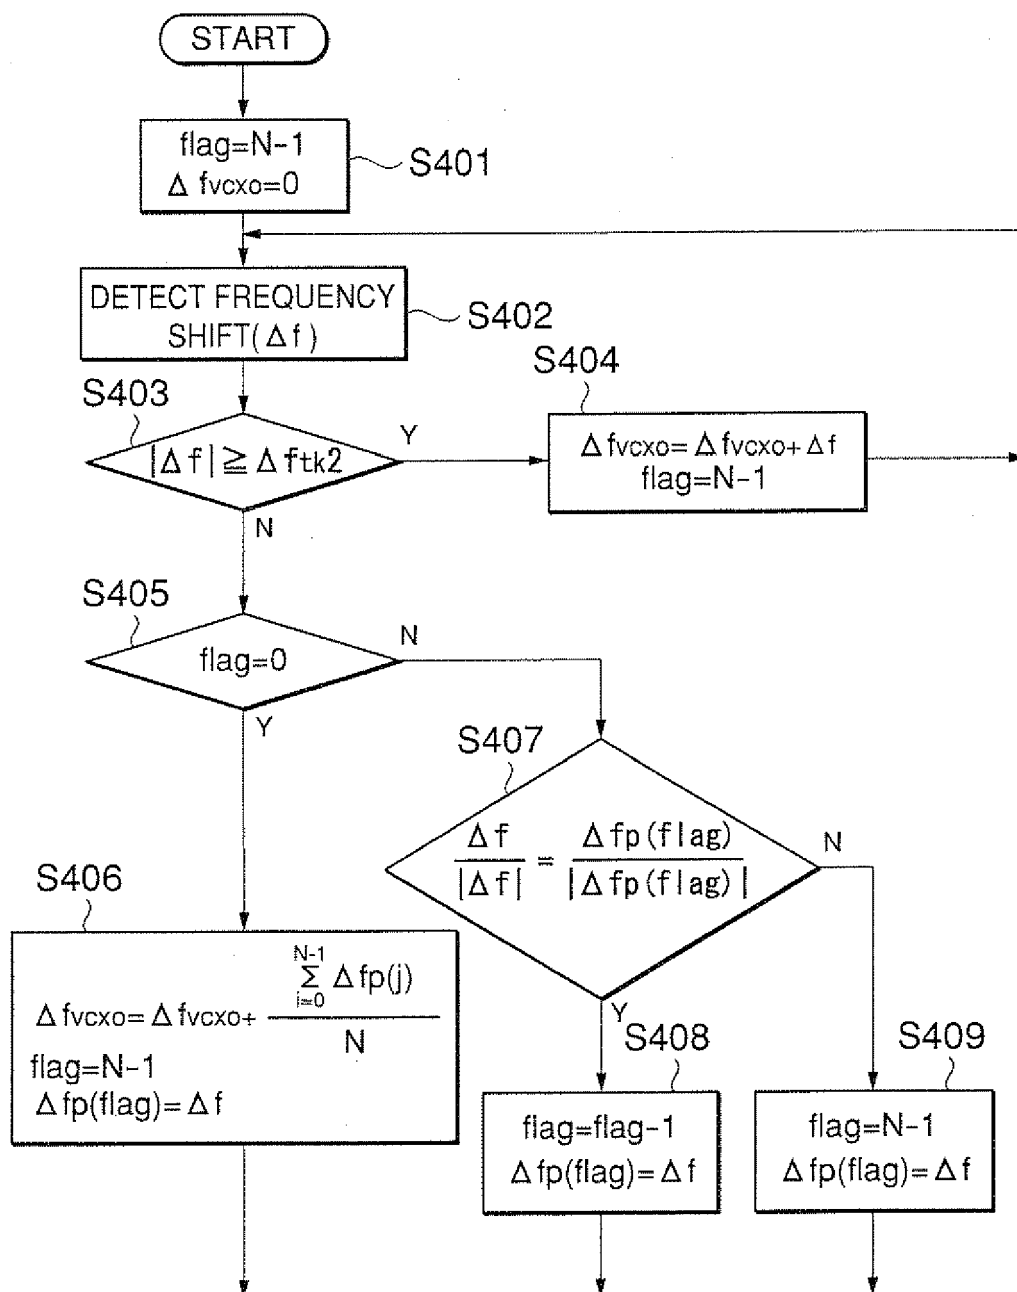 START
flag=N-1
Δfvcxo=0
S401
DETECT FREQUENCY
SHIFT(Δf)
S402
S403
|Δf|≧Δftk2
Y
N
S404
Δfvcxo=Δfvcxo+Δf
flag=N-1
S405
flag=0
N
Y
S407
Δf/|Δf| = Δfp(flag)/|Δfp(flag)|
N
Y
S406
N-1
Σ Δfp(j)
i=0
Δfvcxo=Δfvcxo+
N
flag=N-1
Δfp(flag)=Δf
S408
flag=flag-1
Δfp(flag)=Δf
S409
flag=N-1
Δfp(flag)=Δf